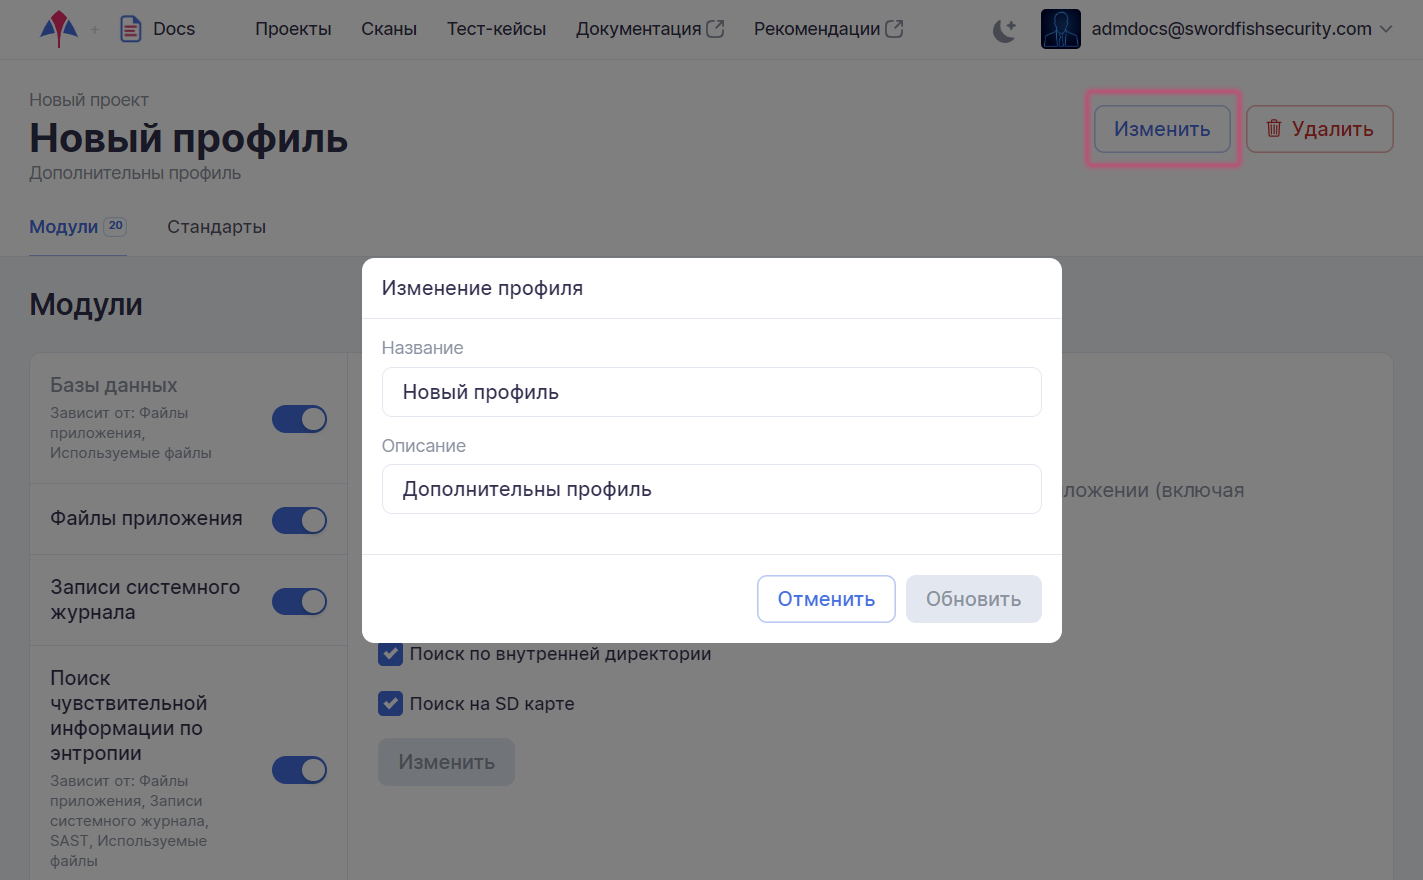 Docs
Проекты
Сканы
Тест-кейсы
Документация
Рекомендации
admdocs@swordfishsecurity.com
Новый проект
Новый профиль
Дополнительны профиль
Изменить
Удалить
Модули 20
Стандарты
Модули
Базы данных
Зависит от: Файлы
приложения,
Используемые файлы
Файлы приложения
Записи системного
журнала
Поиск
чувствительной
информации по
энтропии
Зависит от: Файлы
приложения, Записи
системного журнала,
SAST, Используемые
файлы
Изменение профиля
Название
Новый профиль
Описание
Дополнительны профиль
Отменить
Обновить
ложении (включая
Поиск по внутренней директории
Поиск на SD карте
Изменить